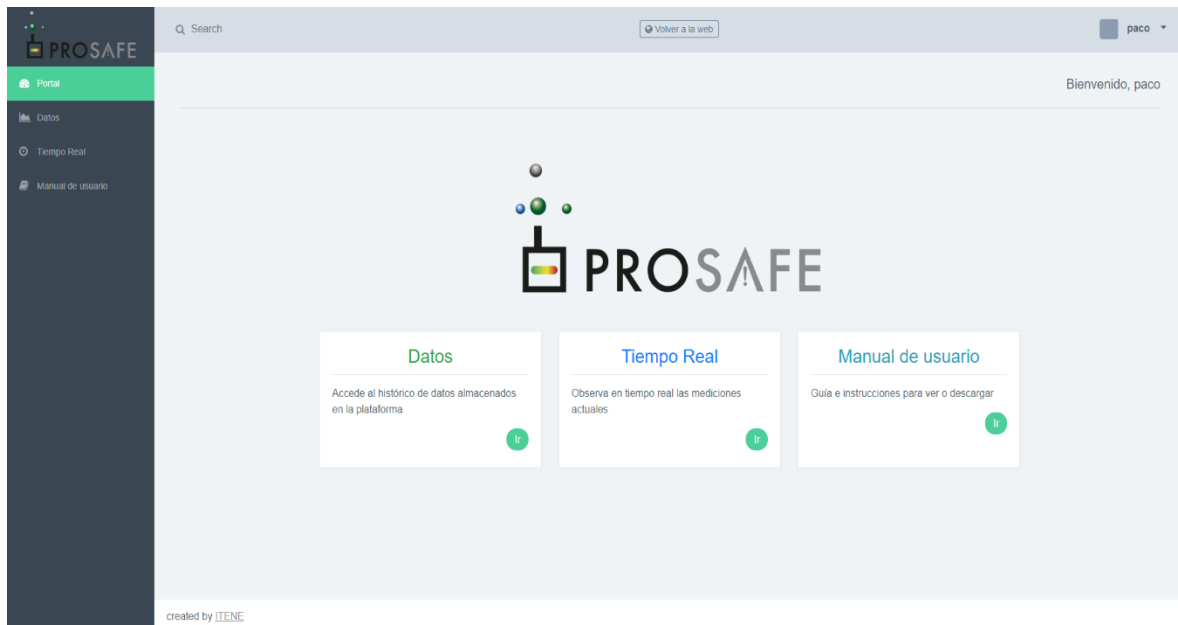 PROSAFE
Search
Volver a la web
paco
Portal
Datos
Tiempo Real
Manual de usuario
Bienvenido, paco
PROSAFE
Datos
Accede al histórico de datos almacenados
en la plataforma
Ir
Tiempo Real
Observa en tiempo real las mediciones
actuales
Ir
Manual de usuario
Guía e instrucciones para ver o descargar
Ir
created by ITENE